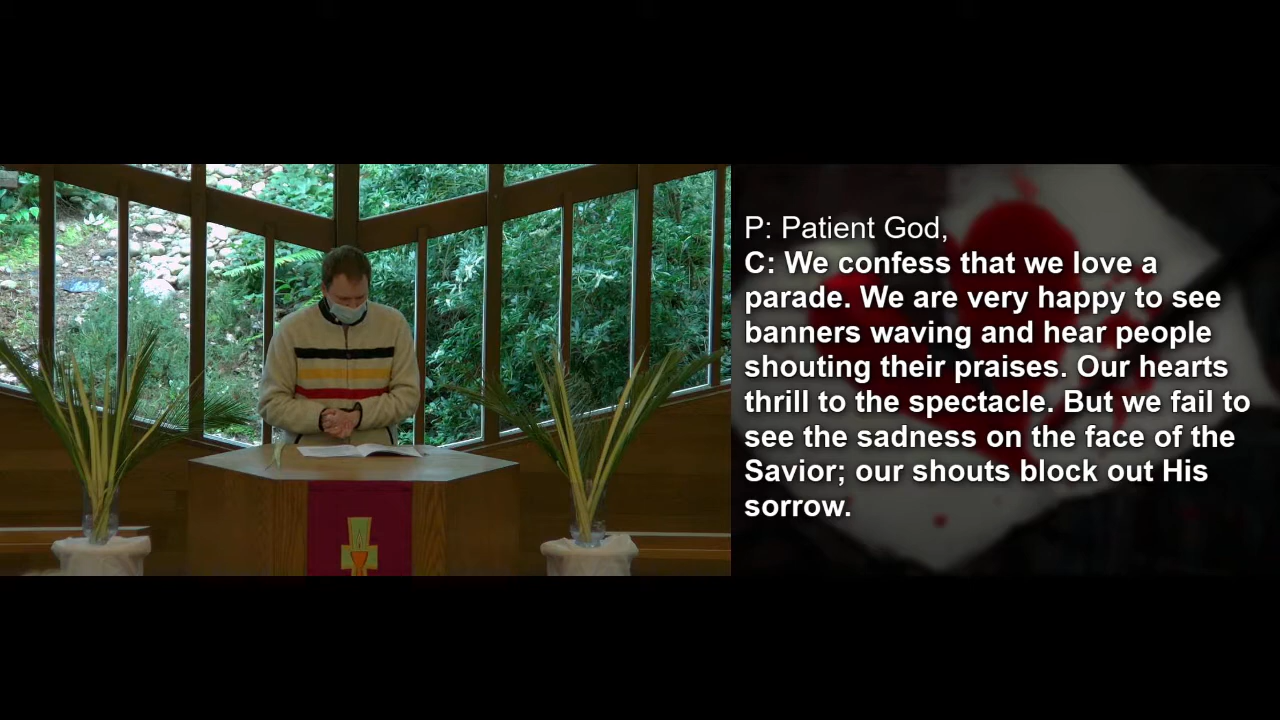 P: Patient God,
C: We confess that we love a
parade. We are very happy to see
banners waving and hear people
shouting their praises. Our hearts
thrill to the spectacle. But we fail to
see the sadness on the face of the
Savior; our shouts block out His
sorrow.